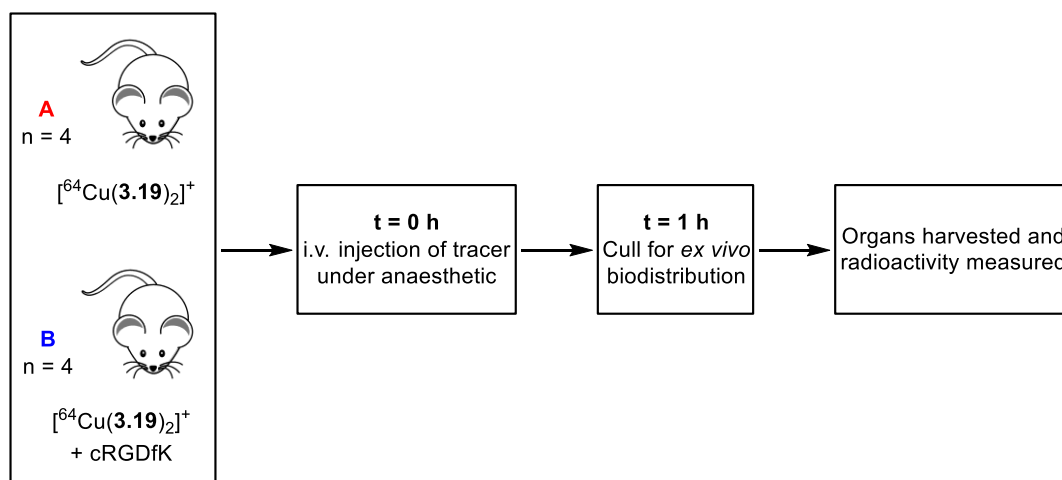 A
n = 4
[⁶⁴Cu(3.19)₂]⁺
B
n = 4
[⁶⁴Cu(3.19)₂]⁺
+ cRGDfK
t = 0 h
i.v. injection of tracer
under anaesthetic
t = 1 h
Cull for ex vivo
biodistribution
Organs harvested and
radioactivity measured